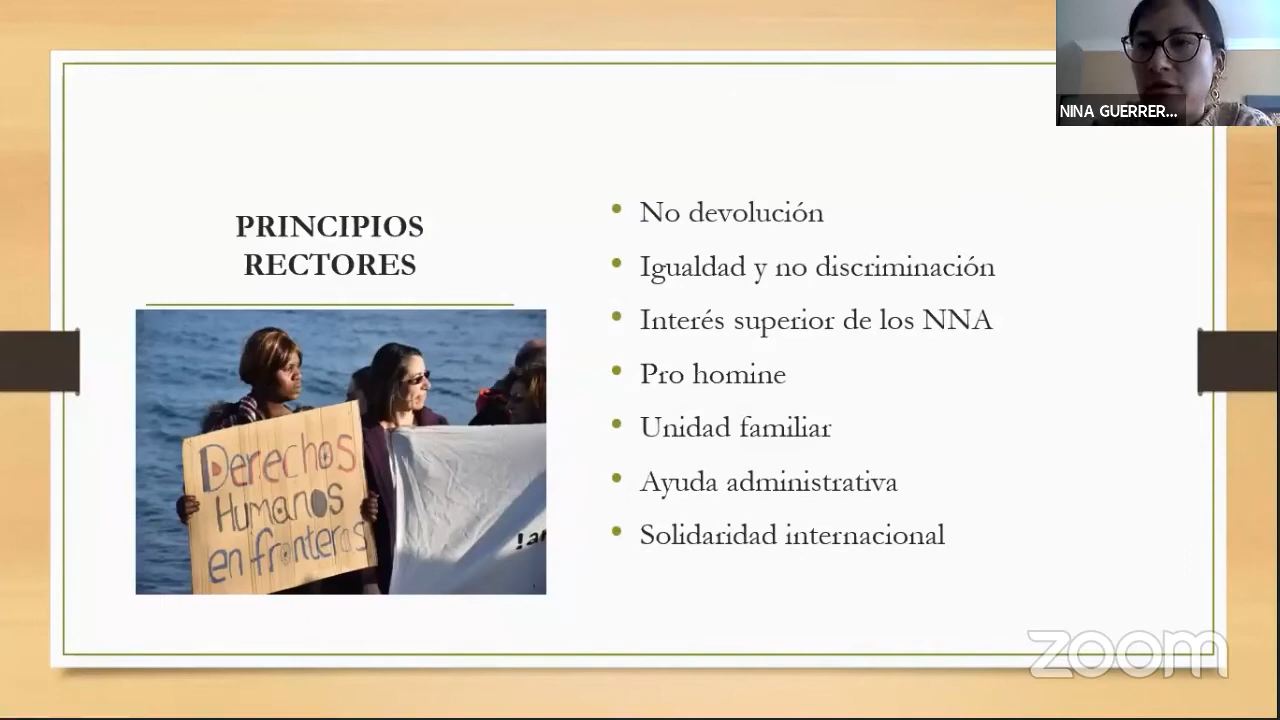 NINA GUERRER...
PRINCIPIOS
RECTORES
Derechos
Humanos
en fronteras
• No devolución
• Igualdad y no discriminación
• Interés superior de los NNA
• Pro homine
• Unidad familiar
• Ayuda administrativa
• Solidaridad internacional
zoom